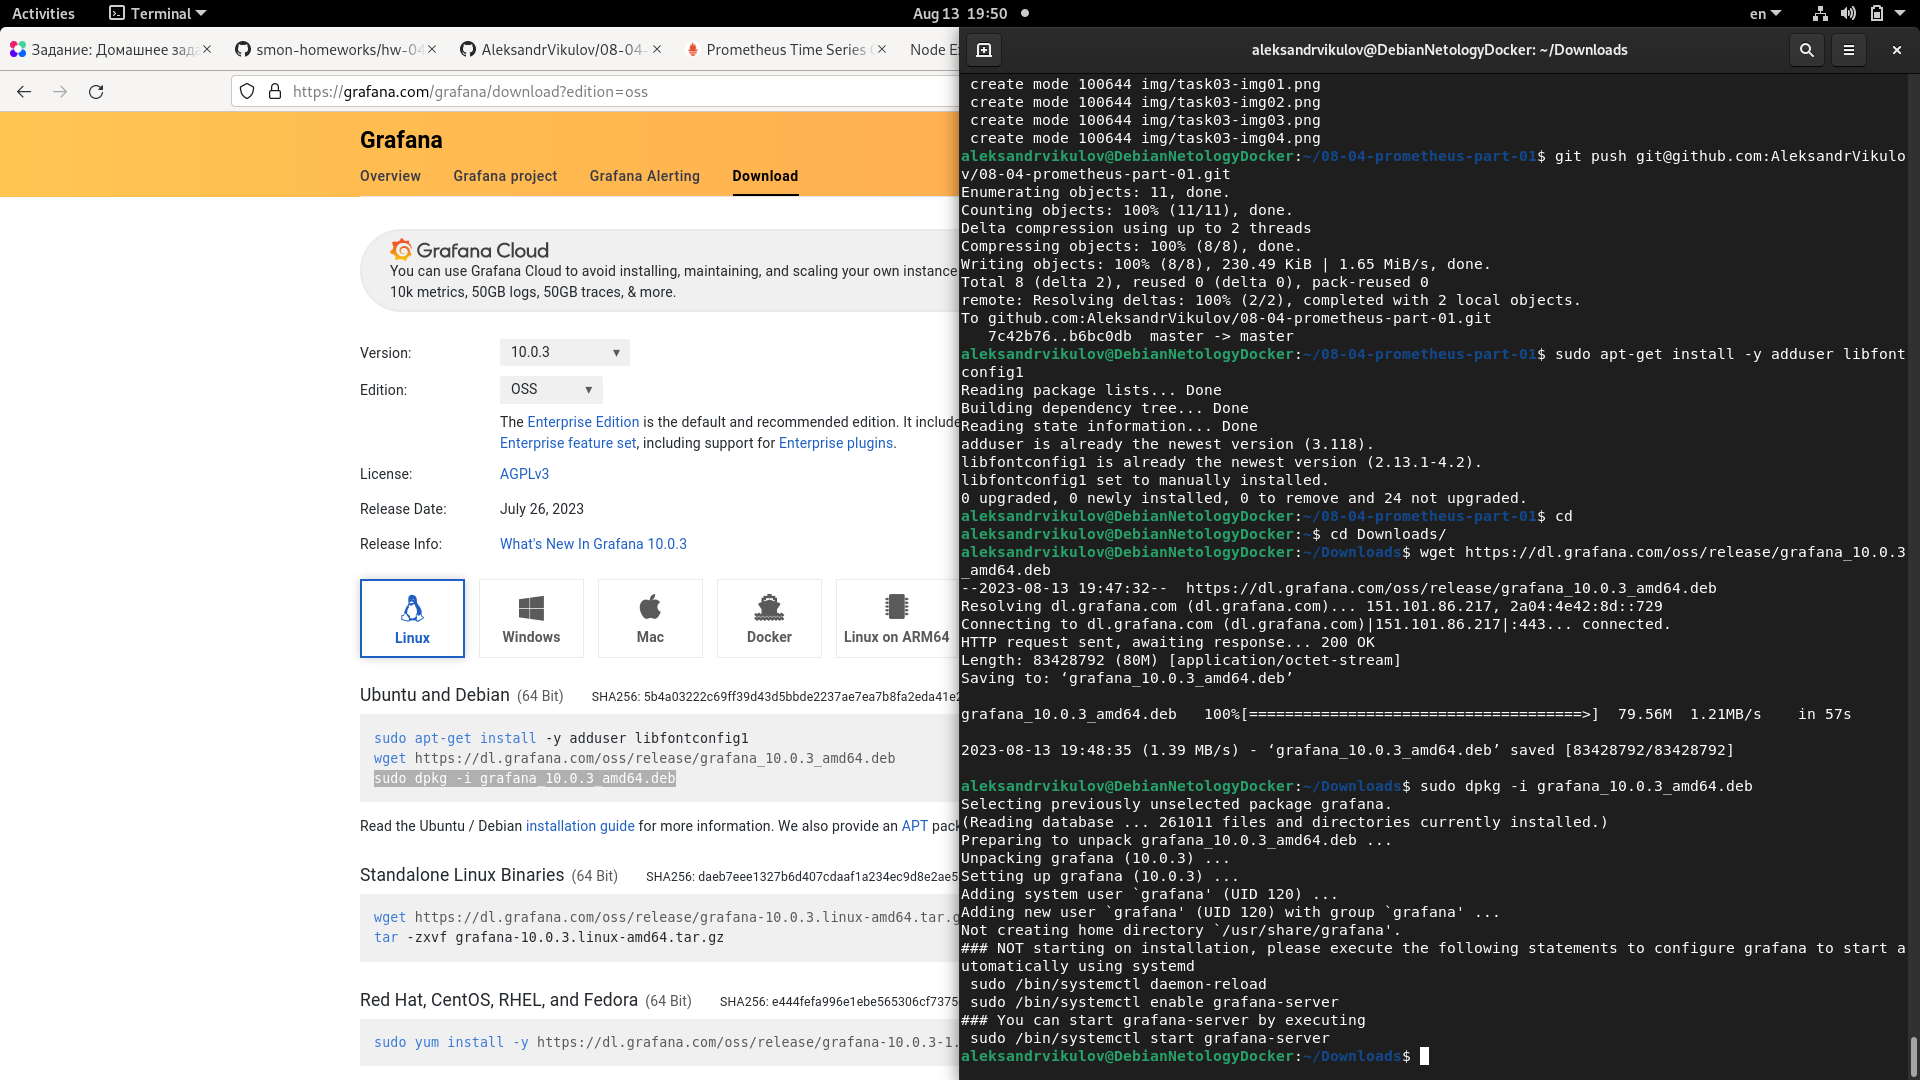 Activities
Terminal
Aug 13 19:50
en
Задание: Домашнее зада
smon-homeworks/hw-04
AleksandrVikulov/08-04-
Prometheus Time Series
Node Ex
https://grafana.com/grafana/download?edition=oss
Grafana
Overview
Grafana project
Grafana Alerting
Download
Grafana Cloud
You can use Grafana Cloud to avoid installing, maintaining, and scaling your own instance
10k metrics, 50GB logs, 50GB traces, & more.
Version:
10.0.3
Edition:
OSS
The Enterprise Edition is the default and recommended edition. It include
Enterprise feature set, including support for Enterprise plugins.
License:
AGPLv3
Release Date:
July 26, 2023
Release Info:
What's New In Grafana 10.0.3
Linux
Windows
Mac
Docker
Linux on ARM64
Ubuntu and Debian (64 Bit) SHA256: 5b4a03222c69ff39d43d5bbde2237ae7ea7b8fa2eda41e2
sudo apt-get install -y adduser libfontconfig1
wget https://dl.grafana.com/oss/release/grafana_10.0.3_amd64.deb
sudo dpkg -i grafana_10.0.3_amd64.deb
Read the Ubuntu / Debian installation guide for more information. We also provide an APT pack
Standalone Linux Binaries (64 Bit) SHA256: daeb7eee1327b6d407cdaaf1a234ec9d8e2ae5
wget https://dl.grafana.com/oss/release/grafana-10.0.3.linux-amd64.tar.g
tar -zxvf grafana-10.0.3.linux-amd64.tar.gz
Red Hat, CentOS, RHEL, and Fedora (64 Bit) SHA256: e444fefa996e1ebe565306cf7375
sudo yum install -y https://dl.grafana.com/oss/release/grafana-10.0.3-1.
aleksandrvikulov@DebianNetologyDocker: ~/Downloads
create mode 100644 img/task03-img01.png
create mode 100644 img/task03-img02.png
create mode 100644 img/task03-img03.png
create mode 100644 img/task03-img04.png
aleksandrvikulov@DebianNetologyDocker:~/08-04-prometheus-part-01$ git push git@github.com:AleksandrVikulo
v/08-04-prometheus-part-01.git
Enumerating objects: 11, done.
Counting objects: 100% (11/11), done.
Delta compression using up to 2 threads
Compressing objects: 100% (8/8), done.
Writing objects: 100% (8/8), 230.49 KiB | 1.65 MiB/s, done.
Total 8 (delta 2), reused 0 (delta 0), pack-reused 0
remote: Resolving deltas: 100% (2/2), completed with 2 local objects.
To github.com:AleksandrVikulov/08-04-prometheus-part-01.git
7c42b76..b6bc0db master -> master
aleksandrvikulov@DebianNetologyDocker:~/08-04-prometheus-part-01$ sudo apt-get install -y adduser libfont
config1
Reading package lists... Done
Building dependency tree... Done
Reading state information... Done
adduser is already the newest version (3.118).
libfontconfig1 is already the newest version (2.13.1-4.2).
libfontconfig1 set to manually installed.
0 upgraded, 0 newly installed, 0 to remove and 24 not upgraded.
aleksandrvikulov@DebianNetologyDocker:~/08-04-prometheus-part-01$ cd
aleksandrvikulov@DebianNetologyDocker:~$ cd Downloads/
aleksandrvikulov@DebianNetologyDocker:~/Downloads$ wget https://dl.grafana.com/oss/release/grafana_10.0.3
_amd64.deb
--2023-08-13 19:47:32-- https://dl.grafana.com/oss/release/grafana_10.0.3_amd64.deb
Resolving dl.grafana.com (dl.grafana.com)... 151.101.86.217, 2a04:4e42:8d::729
Connecting to dl.grafana.com (dl.grafana.com)|151.101.86.217|:443... connected.
HTTP request sent, awaiting response... 200 OK
Length: 83428792 (80M) [application/octet-stream]
Saving to: ‘grafana_10.0.3_amd64.deb’
grafana_10.0.3_amd64.deb 100%[=====================================>] 79.56M 1.21MB/s in 57s
2023-08-13 19:48:35 (1.39 MB/s) - ‘grafana_10.0.3_amd64.deb’ saved [83428792/83428792]
aleksandrvikulov@DebianNetologyDocker:~/Downloads$ sudo dpkg -i grafana_10.0.3_amd64.deb
Selecting previously unselected package grafana.
(Reading database ... 261011 files and directories currently installed.)
Preparing to unpack grafana_10.0.3_amd64.deb ...
Unpacking grafana (10.0.3) ...
Setting up grafana (10.0.3) ...
Adding system user `grafana' (UID 120) ...
Adding new user `grafana' (UID 120) with group `grafana' ...
Not creating home directory `/usr/share/grafana'.
### NOT starting on installation, please execute the following statements to configure grafana to start a
utomatically using systemd
sudo /bin/systemctl daemon-reload
sudo /bin/systemctl enable grafana-server
### You can start grafana-server by executing
sudo /bin/systemctl start grafana-server
aleksandrvikulov@DebianNetologyDocker:~/Downloads$